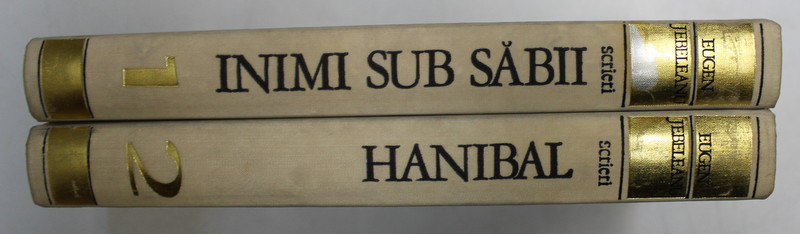 1
INIMI SUB SĂBII
scrieri
EUGEN
JEBELEANU
2
HANIBAL
scrieri
EUGEN
JEBELEANU